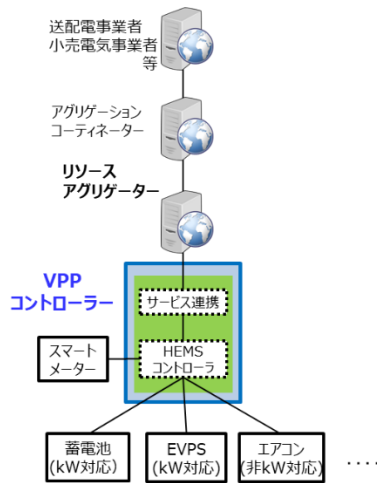 送配電事業者
小売電気事業者
等
アグリゲーション
コーティネーター
リソース
アグリゲーター
VPP
コントローラー
サービス連携
スマート
メーター
HEMS
コントローラ
蓄電池
(kW対応)
EVPS
(kW対応)
エアコン
(非kW対応)
....